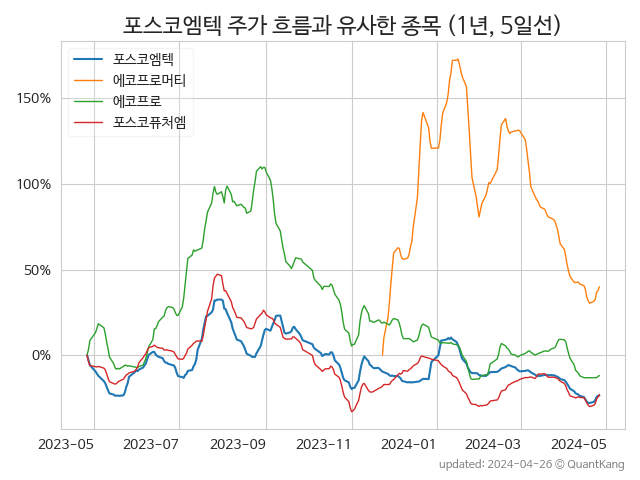 포스코엠텍 주가 흐름과 유사한 종목 (1년, 5일선)
포스코엠텍
에코프로머티
에코프로
포스코퓨처엠
150%
100%
50%
0%
2023-05 2023-07 2023-09 2023-11 2024-01 2024-03 2024-05
updated: 2024-04-26 © QuantKang